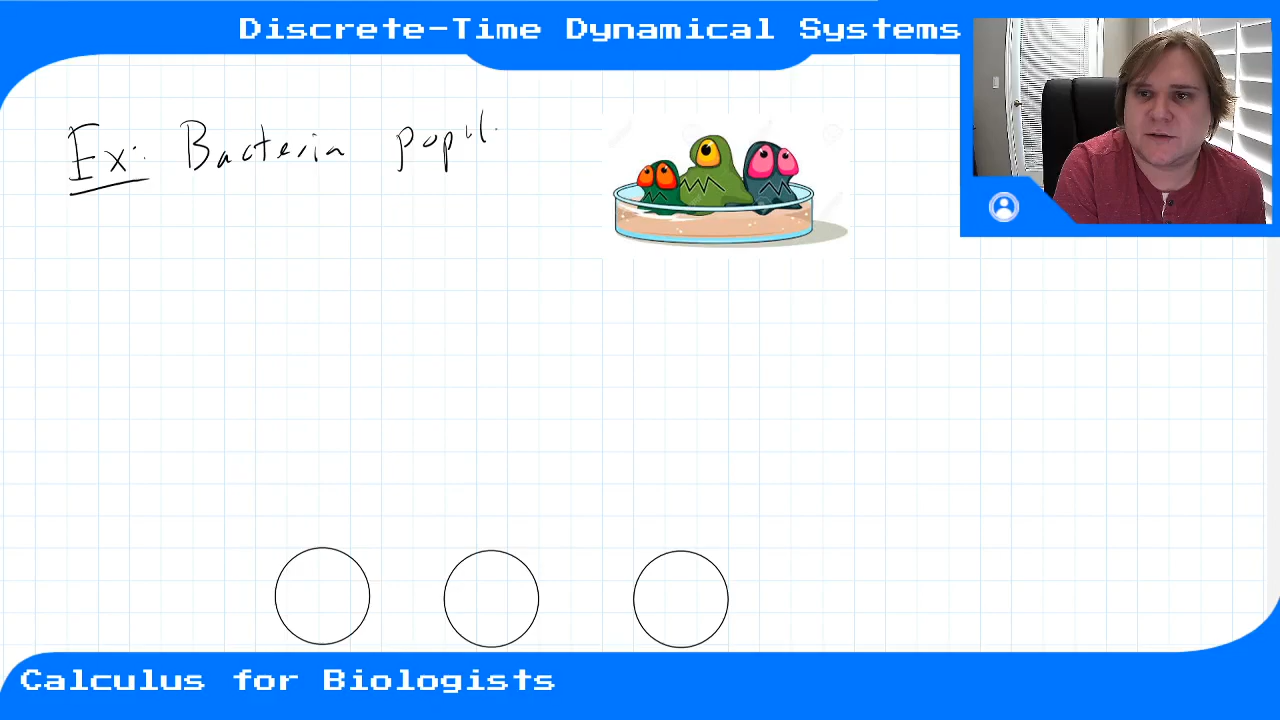 Discrete-Time Dynamical Systems
Ex: Bacteria popul.
Calculus for Biologists